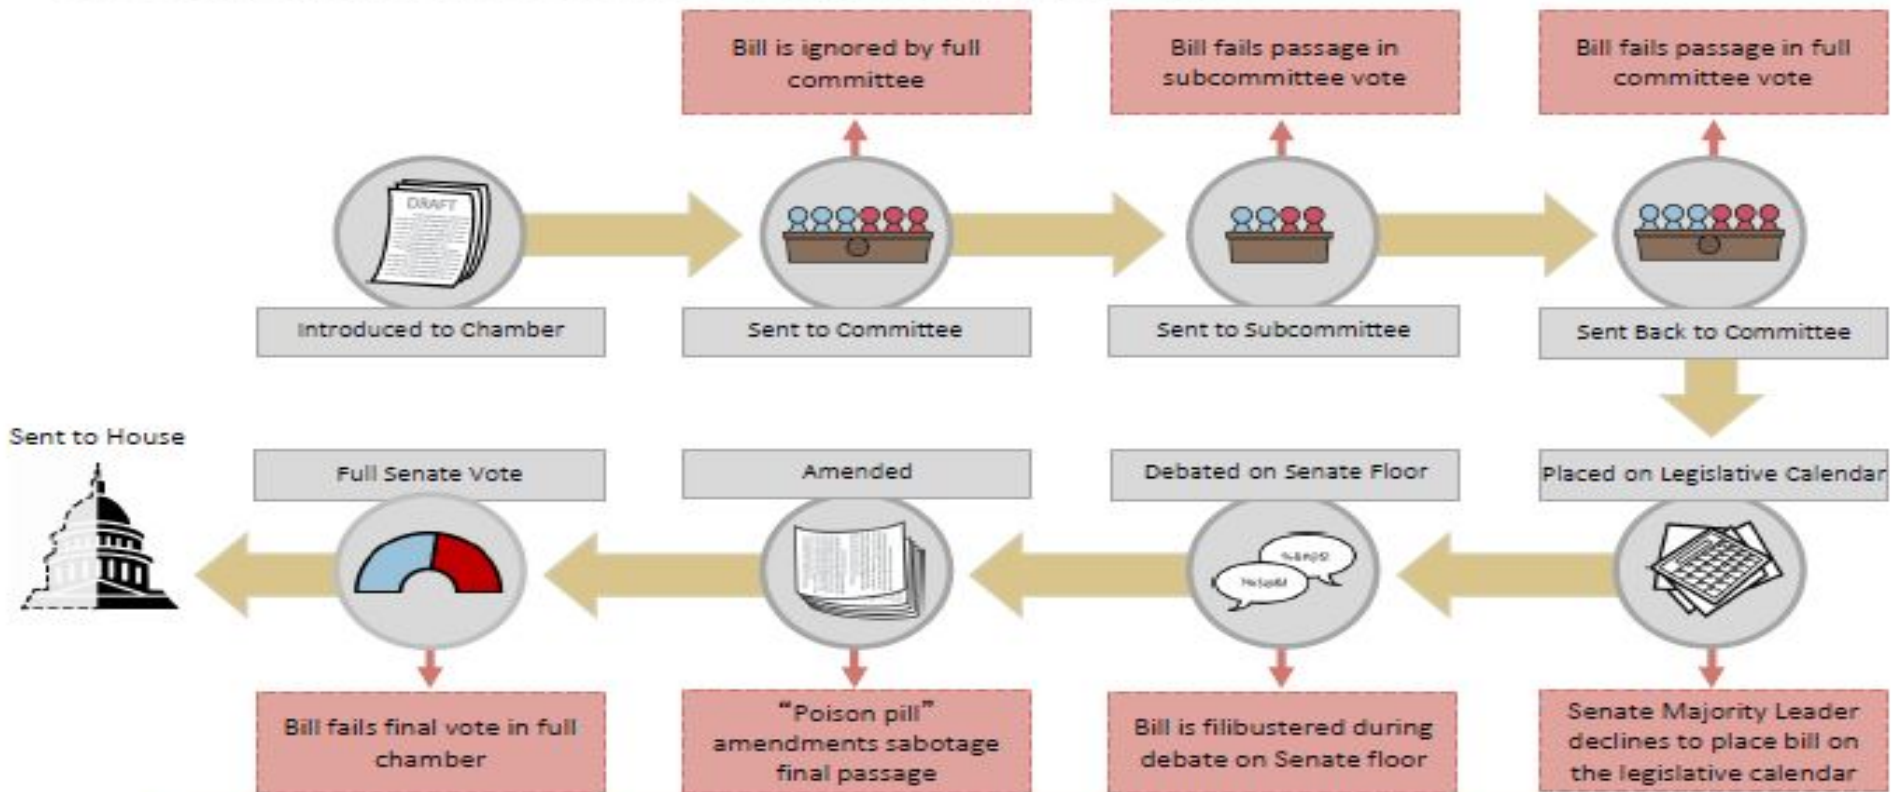 Bill is ignored by full
committee
Bill fails passage in
subcommittee vote
Bill fails passage in full
committee vote
DRAFT
Introduced to Chamber
Sent to Committee
Sent to Subcommittee
Sent Back to Committee
Sent to House
Full Senate Vote
Amended
Debated on Senate Floor
Placed on Legislative Calendar
Bill fails final vote in full
chamber
“Poison pill”
amendments sabotage
final passage
Bill is filibustered during
debate on Senate floor
Senate Majority Leader
declines to place bill on
the legislative calendar